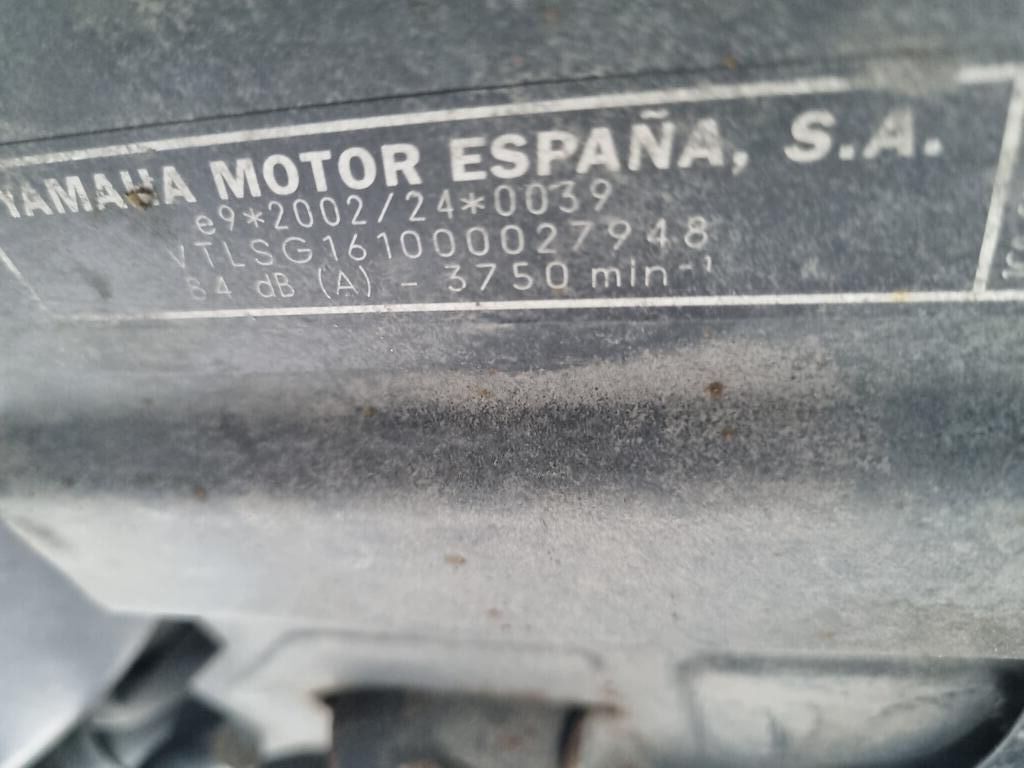 YAMAHA MOTOR ESPAÑA, S.A.
e9*2002/24*0039
VTLSG161000027948
84 dB (A) - 3750 min⁻¹